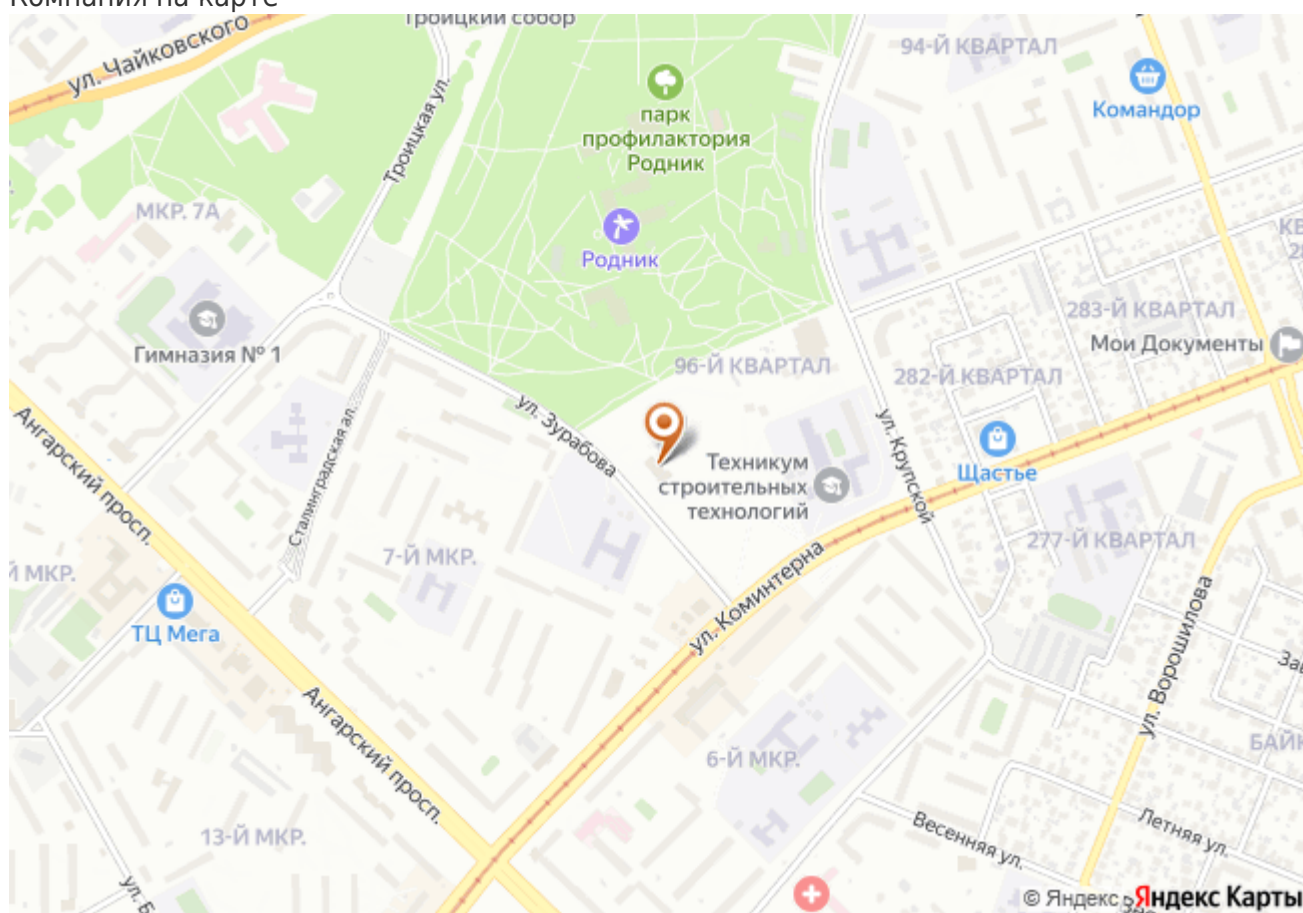 Компания на карте
Троицкий собор
ул. Чайковского
94-Й КВАРТАЛ
Командор
парк
профилактория
Родник
Троицкая ул.
МКР. 7А
Родник
283-Й КВАРТАЛ
Гимназия № 1
Мои Документы
96-Й КВАРТАЛ
282-Й КВАРТАЛ
ул. Зурабова
ул. Крупской
Ангарский просп.
Сталинградская ал.
Щастье
Техникум
строительных
технологий
277-Й КВАРТАЛ
7-Й МКР.
МКР.
ул. Коминтерна
ТЦ Мега
ул. Ворошилова
Ангарский просп.
6-Й МКР.
13-Й МКР.
Весенняя ул.
Летняя ул.
© Яндекс
Яндекс Карты